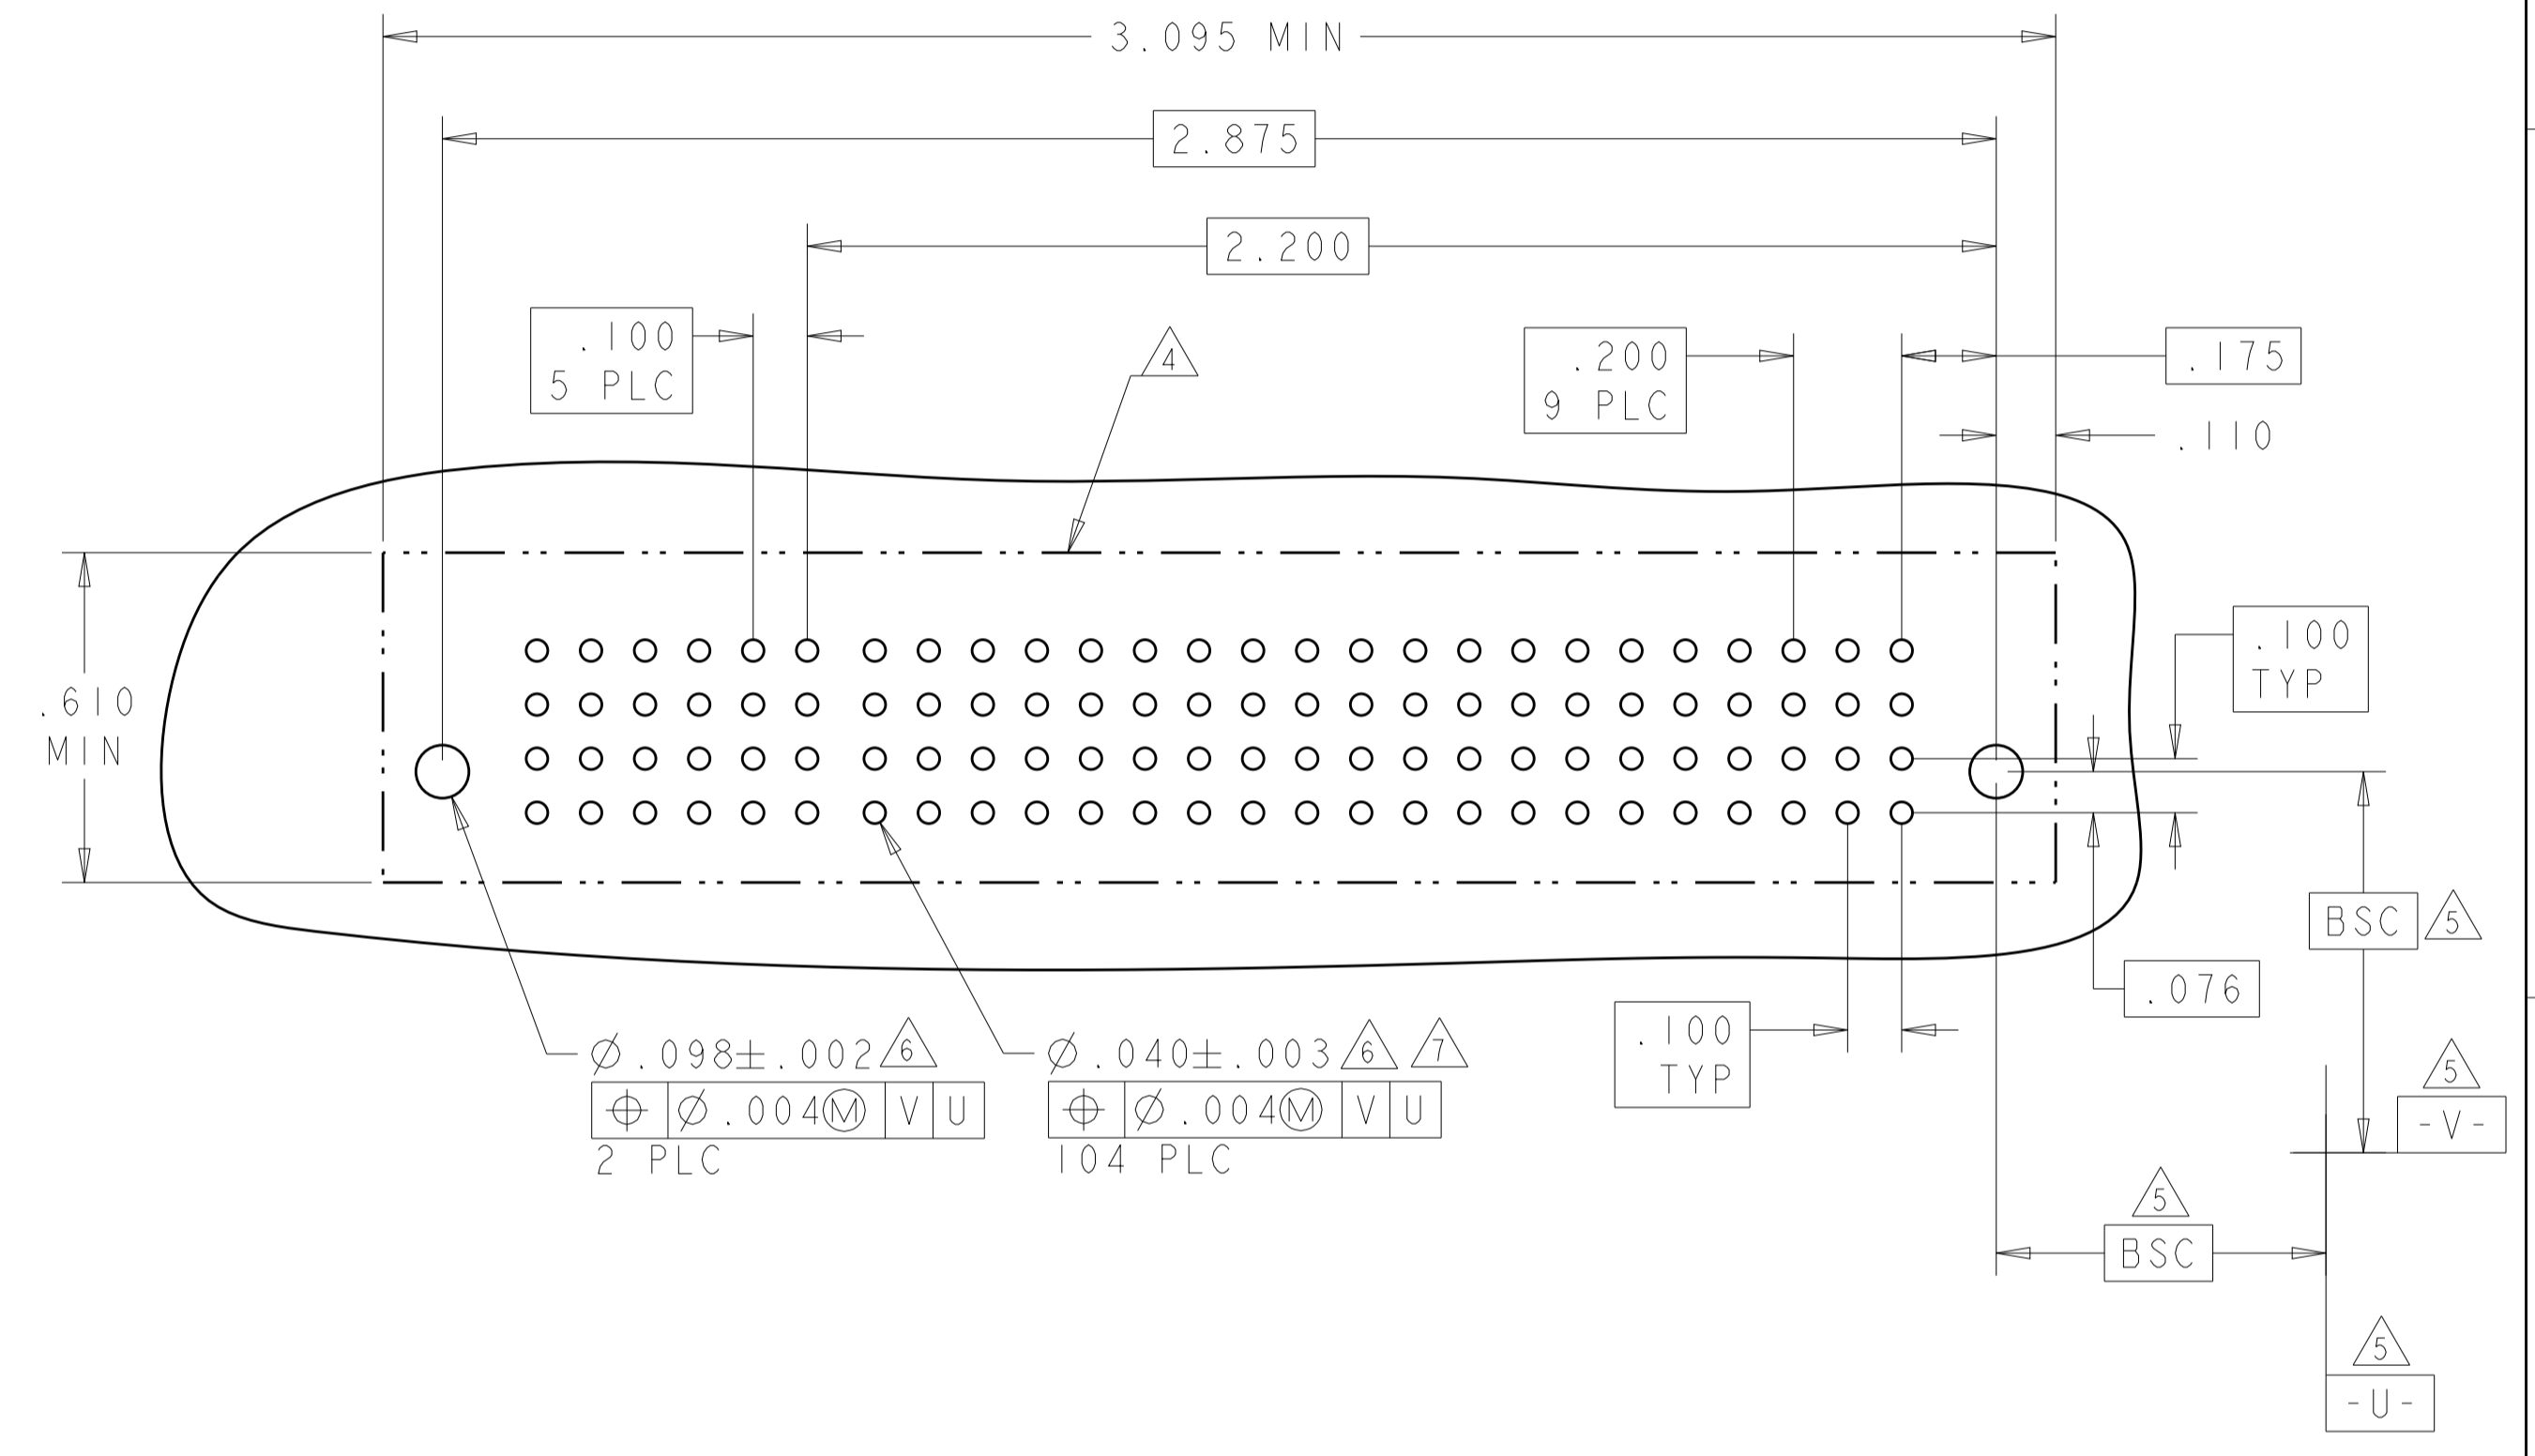 3.095 MIN
2.875
2.200
.100
5 PLC
4
.200
9 PLC
.175
.110
.610
MIN
.100
TYP
BSC 5
.076
.100
TYP
Ø.098±.002 6
⌖ Ø.004Ⓜ V U
2 PLC
Ø.040±.003 6 7
⌖ Ø.004Ⓜ V U
104 PLC
5
-V-
5
BSC
5
-U-